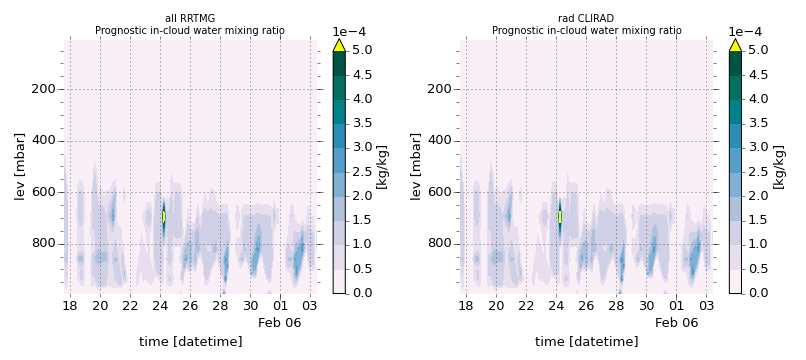 all RRTMG
Prognostic in-cloud water mixing ratio
1e−4
5.0
4.5
4.0
3.5
3.0
2.5
2.0
1.5
1.0
0.5
0.0
[kg/kg]
lev [mbar]
200
400
600
800
18 20 22 24 26 28 30 01 03
Feb 06
time [datetime]
rad CLIRAD
Prognostic in-cloud water mixing ratio
1e−4
5.0
4.5
4.0
3.5
3.0
2.5
2.0
1.5
1.0
0.5
0.0
[kg/kg]
lev [mbar]
200
400
600
800
18 20 22 24 26 28 30 01 03
Feb 06
time [datetime]